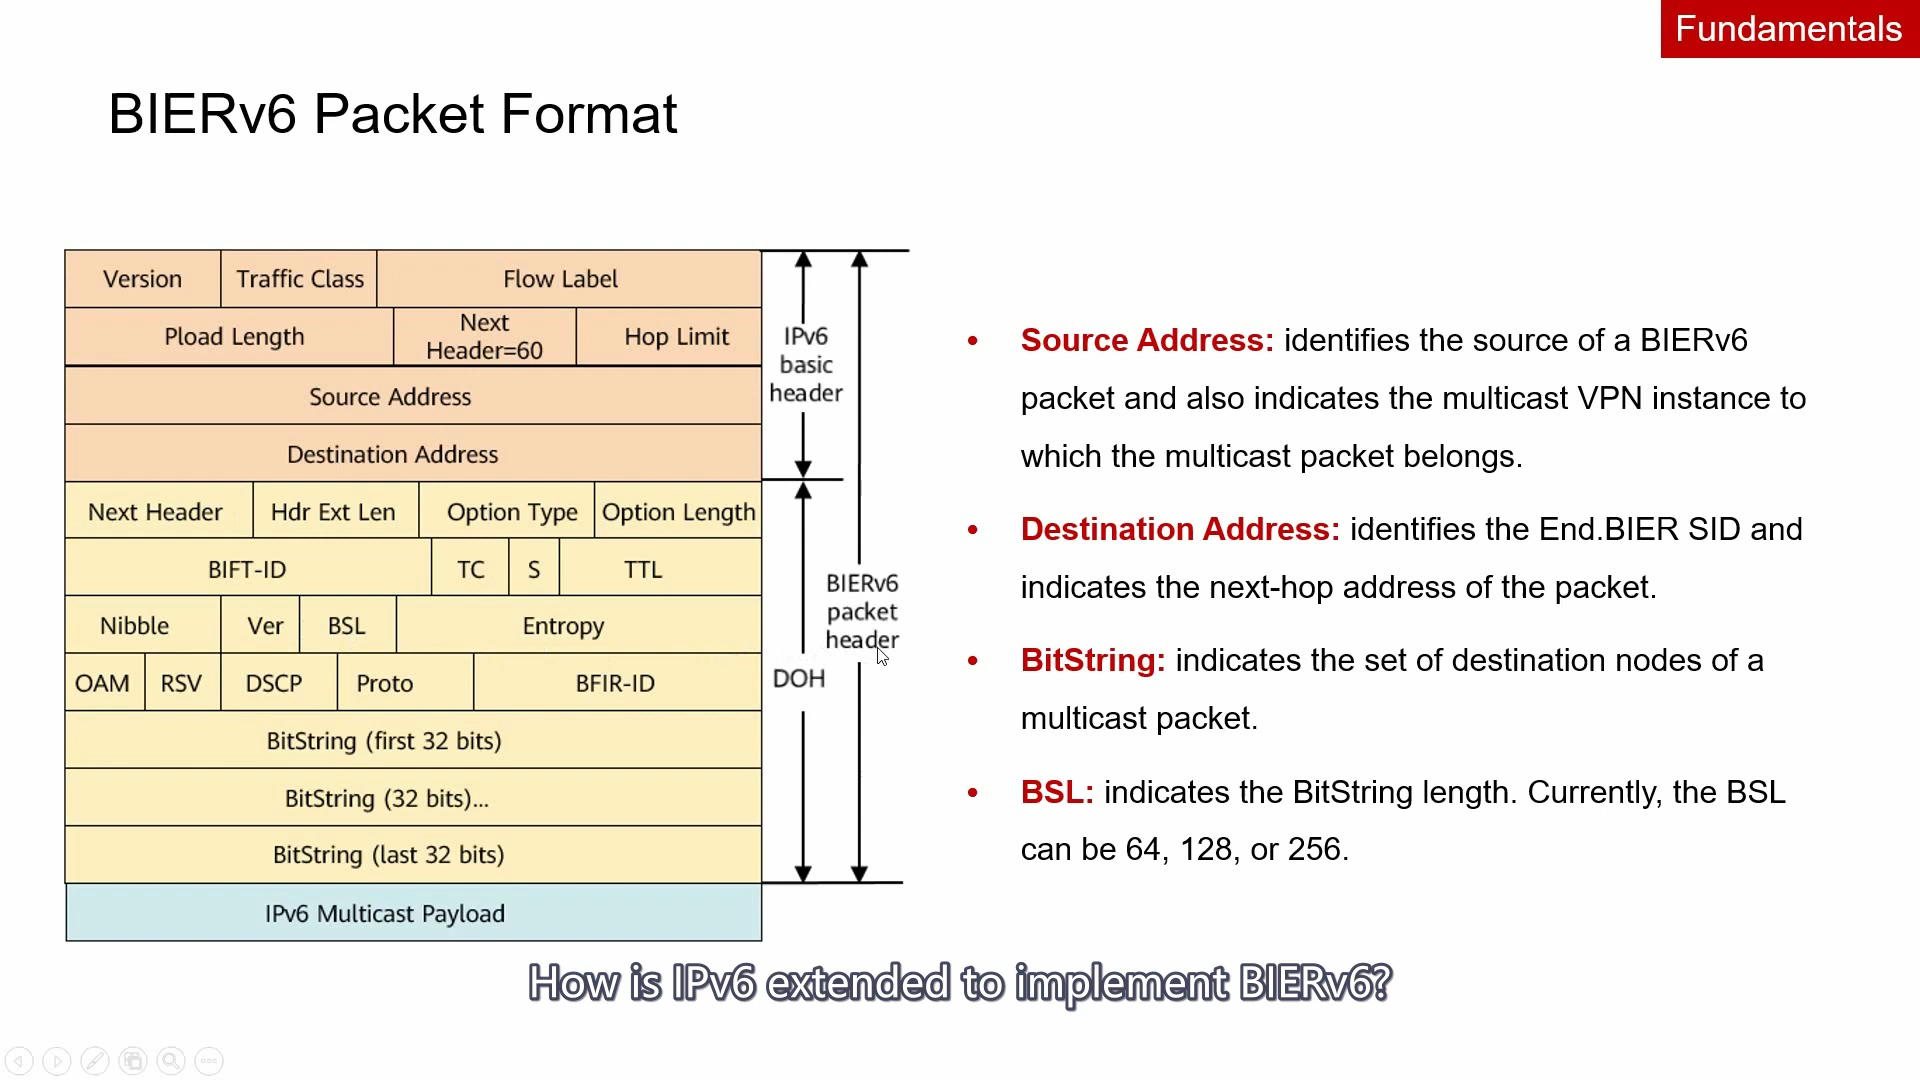 Fundamentals
BIERv6 Packet Format
Version Traffic Class Flow Label
Pload Length Next Header=60 Hop Limit
Source Address
Destination Address
Next Header Hdr Ext Len Option Type Option Length
BIFT-ID TC S TTL
Nibble Ver BSL Entropy
OAM RSV DSCP Proto BFIR-ID
BitString (first 32 bits)
BitString (32 bits)...
BitString (last 32 bits)
IPv6 Multicast Payload
IPv6
basic
header
BIERv6
packet
header
DOH
• Source Address: identifies the source of a BIERv6
packet and also indicates the multicast VPN instance to
which the multicast packet belongs.
• Destination Address: identifies the End.BIER SID and
indicates the next-hop address of the packet.
• BitString: indicates the set of destination nodes of a
multicast packet.
• BSL: indicates the BitString length. Currently, the BSL
can be 64, 128, or 256.
How is IPv6 extended to implement BIERv6?